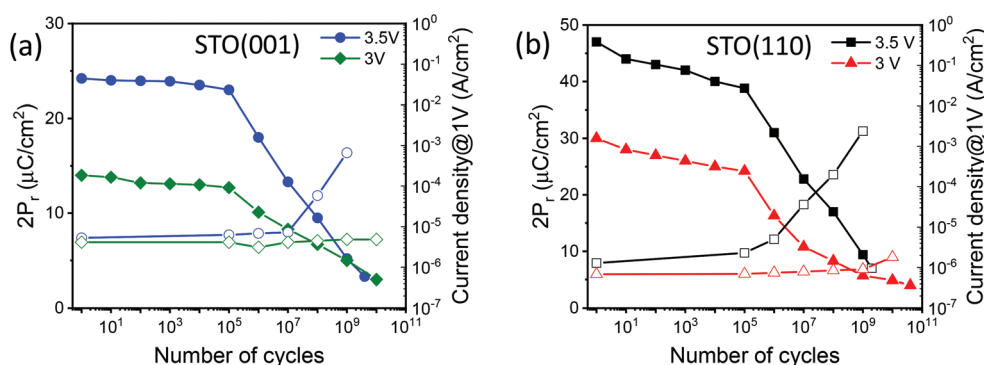 (a)
STO(001)
3.5V
3V
30
20
10
0
2Pᵣ (μC/cm²)
10⁰
10⁻¹
10⁻²
10⁻³
10⁻⁴
10⁻⁵
10⁻⁶
10⁻⁷
Current density@1V (A/cm²)
10¹ 10³ 10⁵ 10⁷ 10⁹ 10¹¹
Number of cycles
(b)
STO(110)
3.5 V
3 V
50
40
30
20
10
0
2Pᵣ (μC/cm²)
10⁰
10⁻¹
10⁻²
10⁻³
10⁻⁴
10⁻⁵
10⁻⁶
10⁻⁷
Current density@1V (A/cm²)
10¹ 10³ 10⁵ 10⁷ 10⁹ 10¹¹
Number of cycles